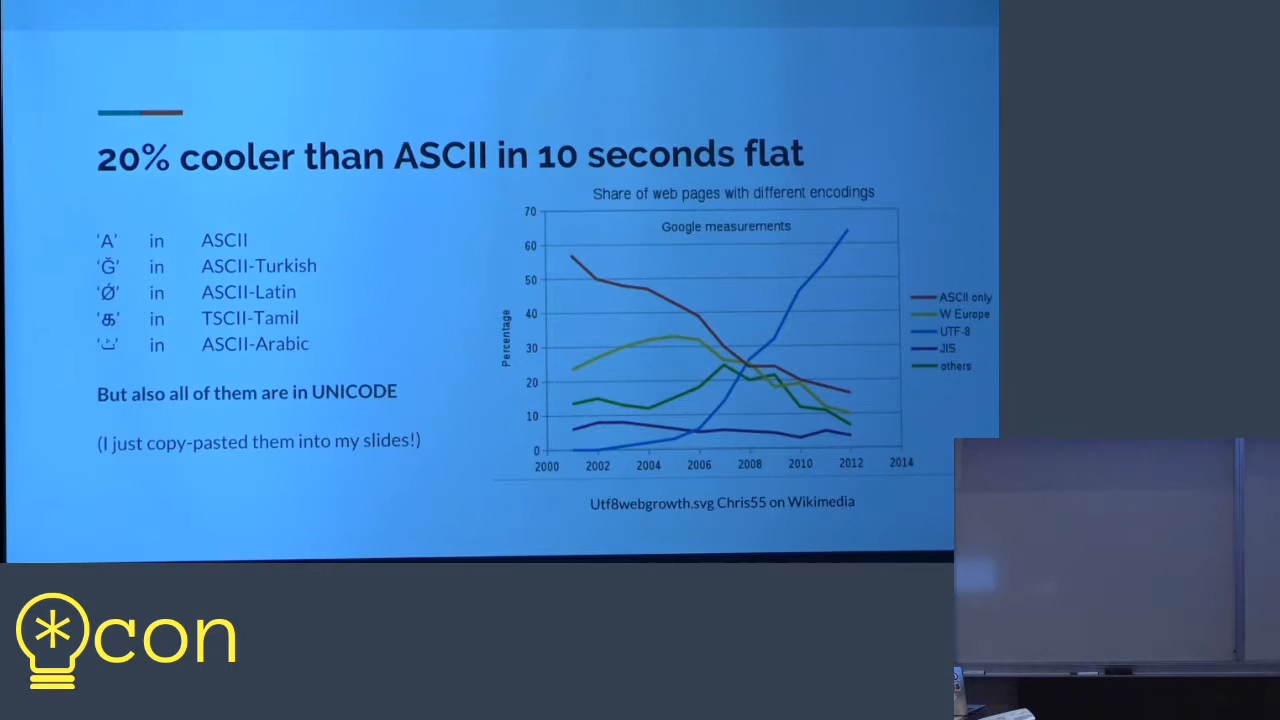 20% cooler than ASCII in 10 seconds flat
'A' in ASCII
'Ğ' in ASCII-Turkish
'Ǿ' in ASCII-Latin
'க' in TSCII-Tamil
in ASCII-Arabic
But also all of them are in UNICODE
(I just copy-pasted them into my slides!)
Share of web pages with different encodings
Google measurements
Percentage
70
60
50
40
30
20
10
0
2000 2002 2004 2006 2008 2010 2012 2014
ASCII only
W Europe
UTF-8
JIS
others
Utf8webgrowth.svg Chris55 on Wikimedia
*con